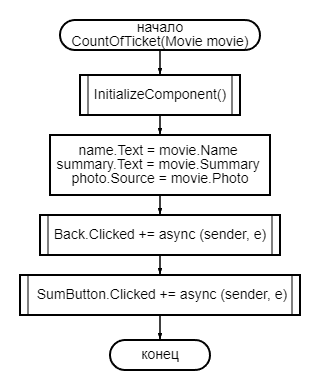 начало
CountOfTicket(Movie movie)
InitializeComponent()
name.Text = movie.Name
summary.Text = movie.Summary
photo.Source = movie.Photo
Back.Clicked += async (sender, e)
SumButton.Clicked += async (sender, e)
конец